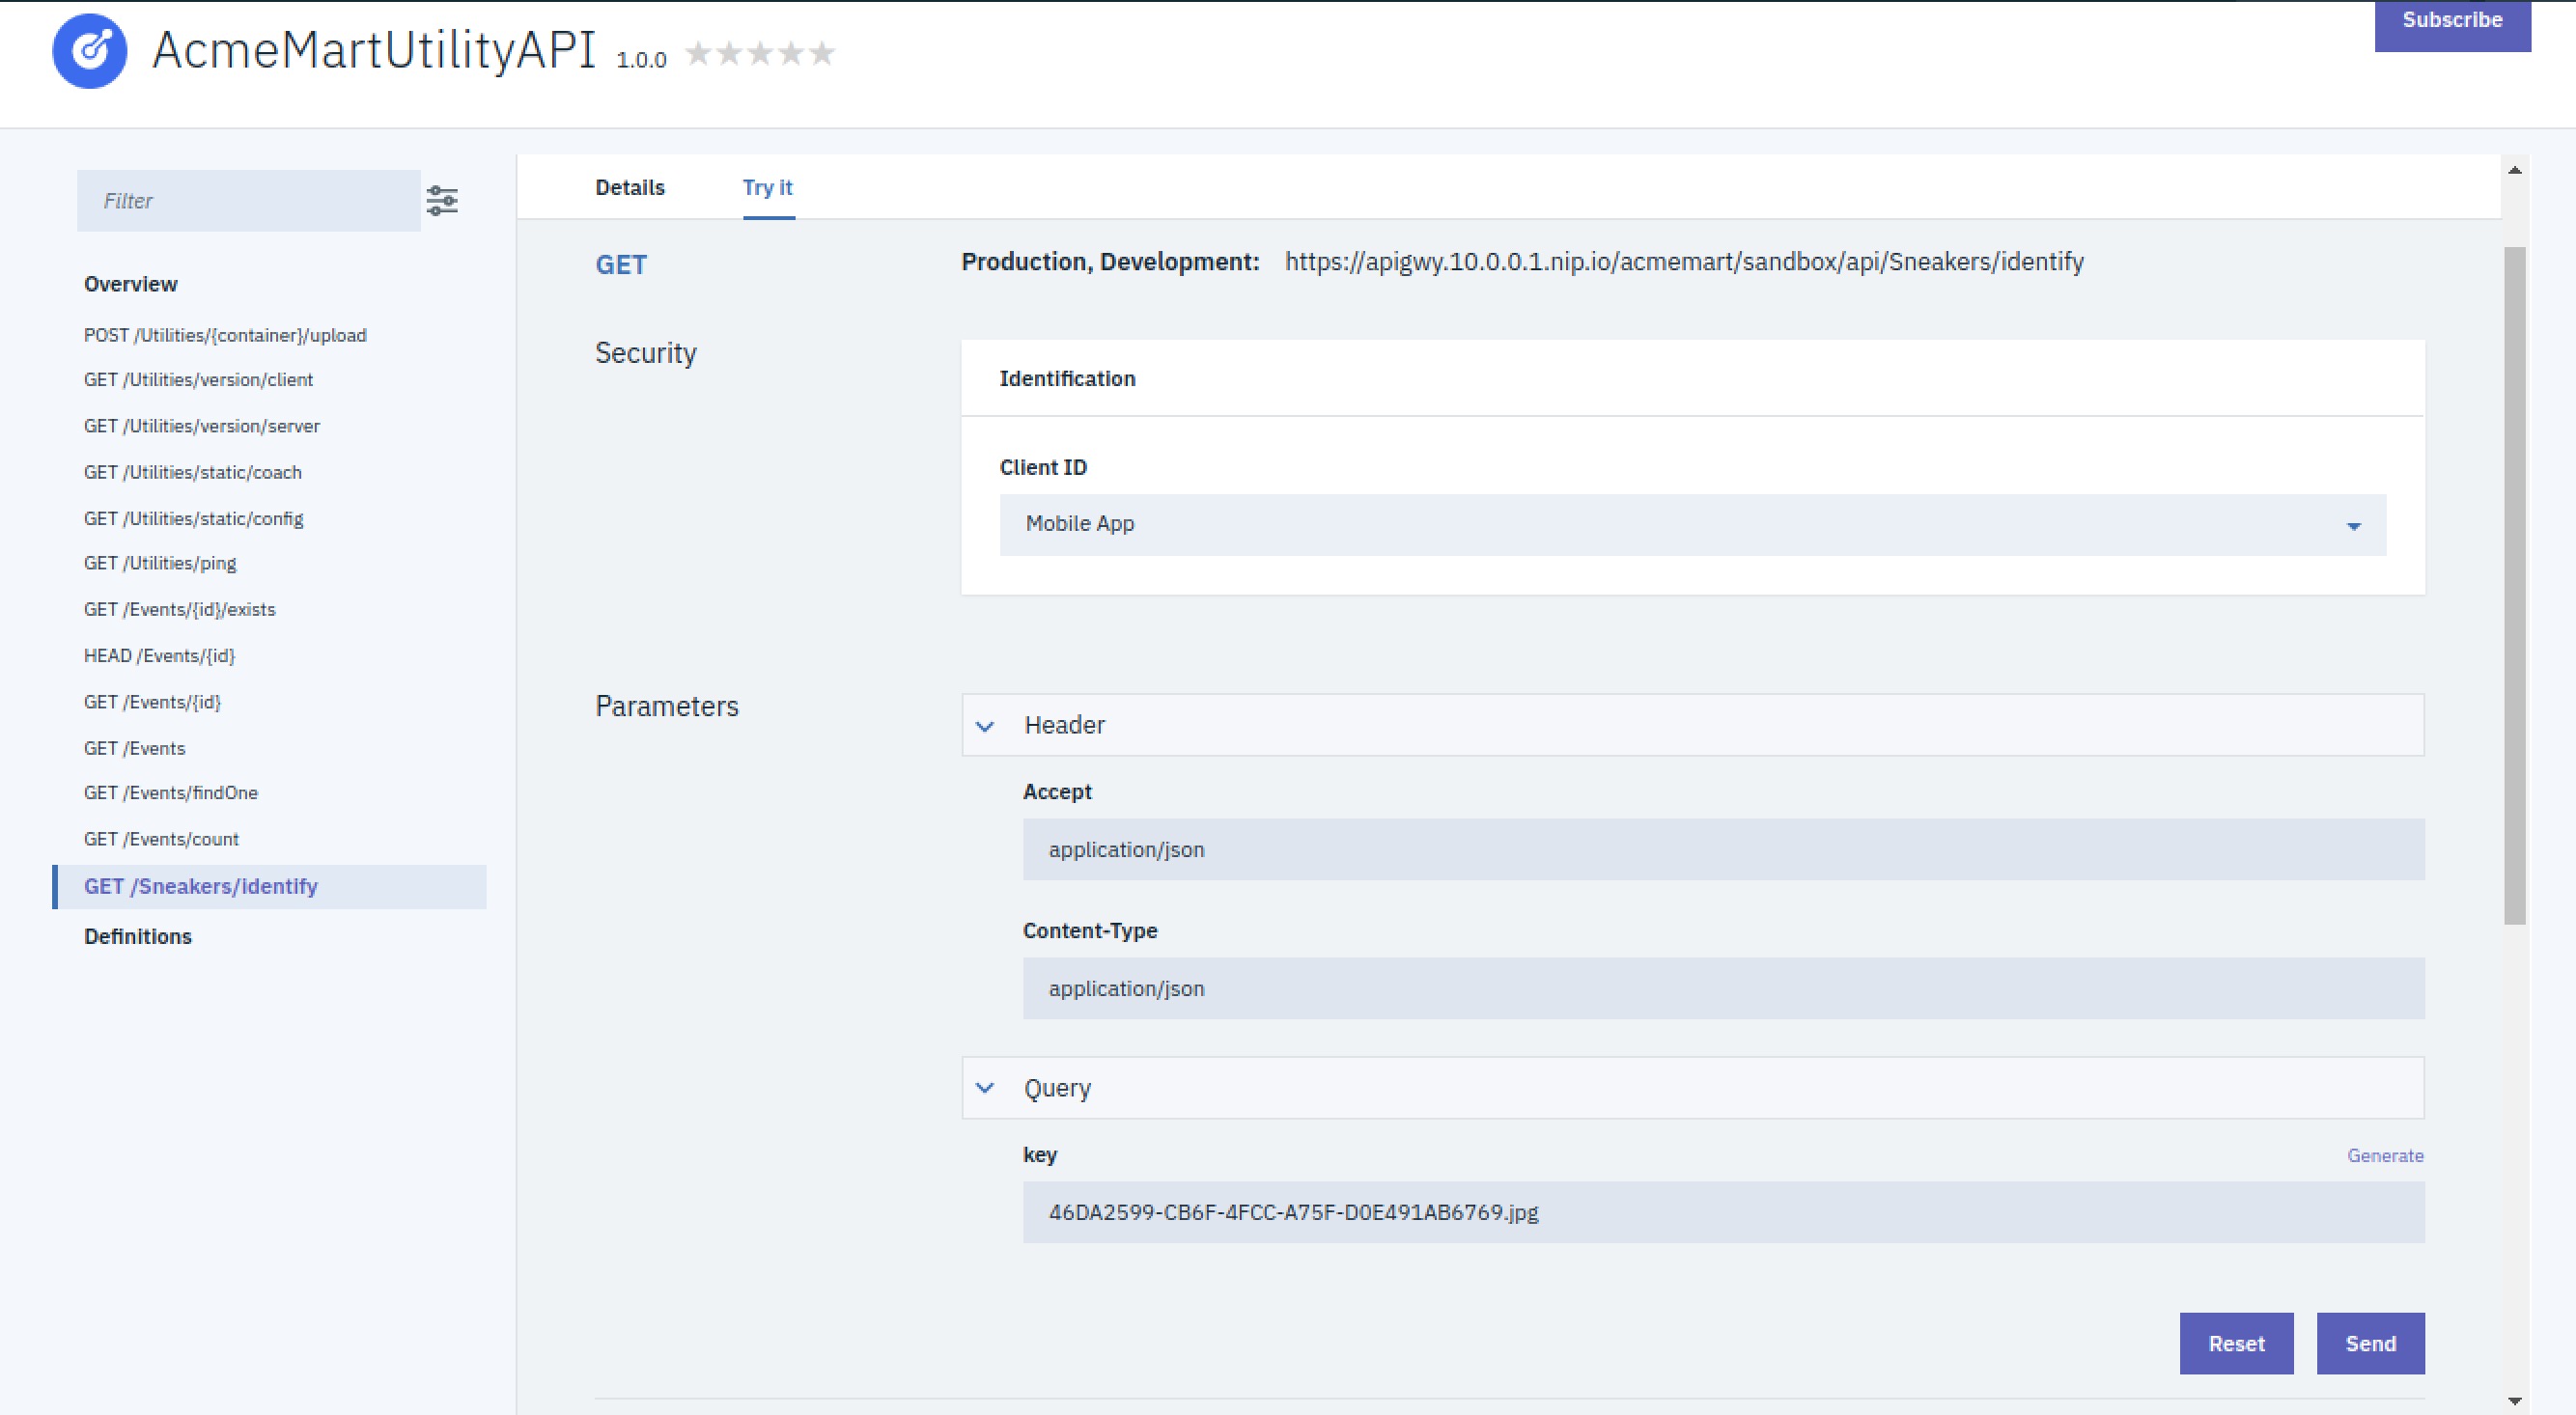 AcmeMartUtilityAPI 1.0.0
Subscribe
Filter
Overview
POST /Utilities/{container}/upload
GET /Utilities/version/client
GET /Utilities/version/server
GET /Utilities/static/coach
GET /Utilities/static/config
GET /Utilities/ping
GET /Events/{id}/exists
HEAD /Events/{id}
GET /Events/{id}
GET /Events
GET /Events/findOne
GET /Events/count
GET /Sneakers/identify
Definitions
Details Try it
GET Production, Development: https://apigwy.10.0.0.1.nip.io/acmemart/sandbox/api/Sneakers/identify
Security
Identification
Client ID
Mobile App
Parameters
Header
Accept
application/json
Content-Type
application/json
Query
key Generate
46DA2599-CB6F-4FCC-A75F-D0E491AB6769.jpg
Reset Send